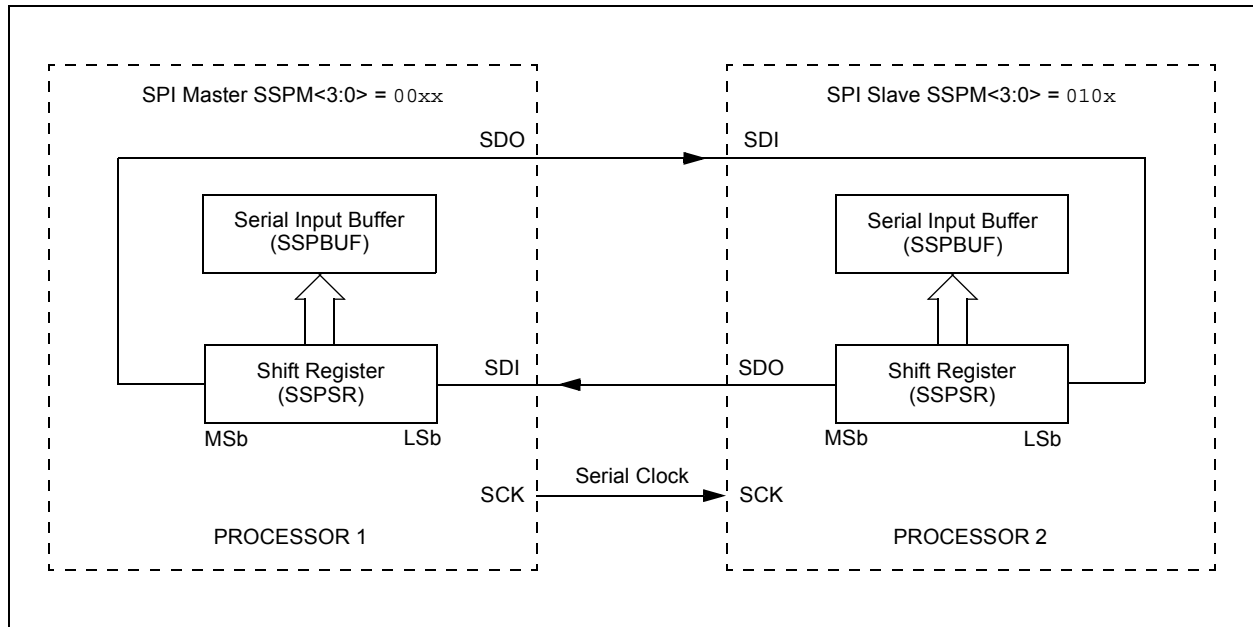 SPI Master SSPM<3:0> = 00xx
SDO
Serial Input Buffer
(SSPBUF)
Shift Register
(SSPSR)
MSb
LSb
SDI
SCK
PROCESSOR 1
Serial Clock
SPI Slave SSPM<3:0> = 010x
SDI
Serial Input Buffer
(SSPBUF)
SDO
Shift Register
(SSPSR)
MSb
LSb
SCK
PROCESSOR 2